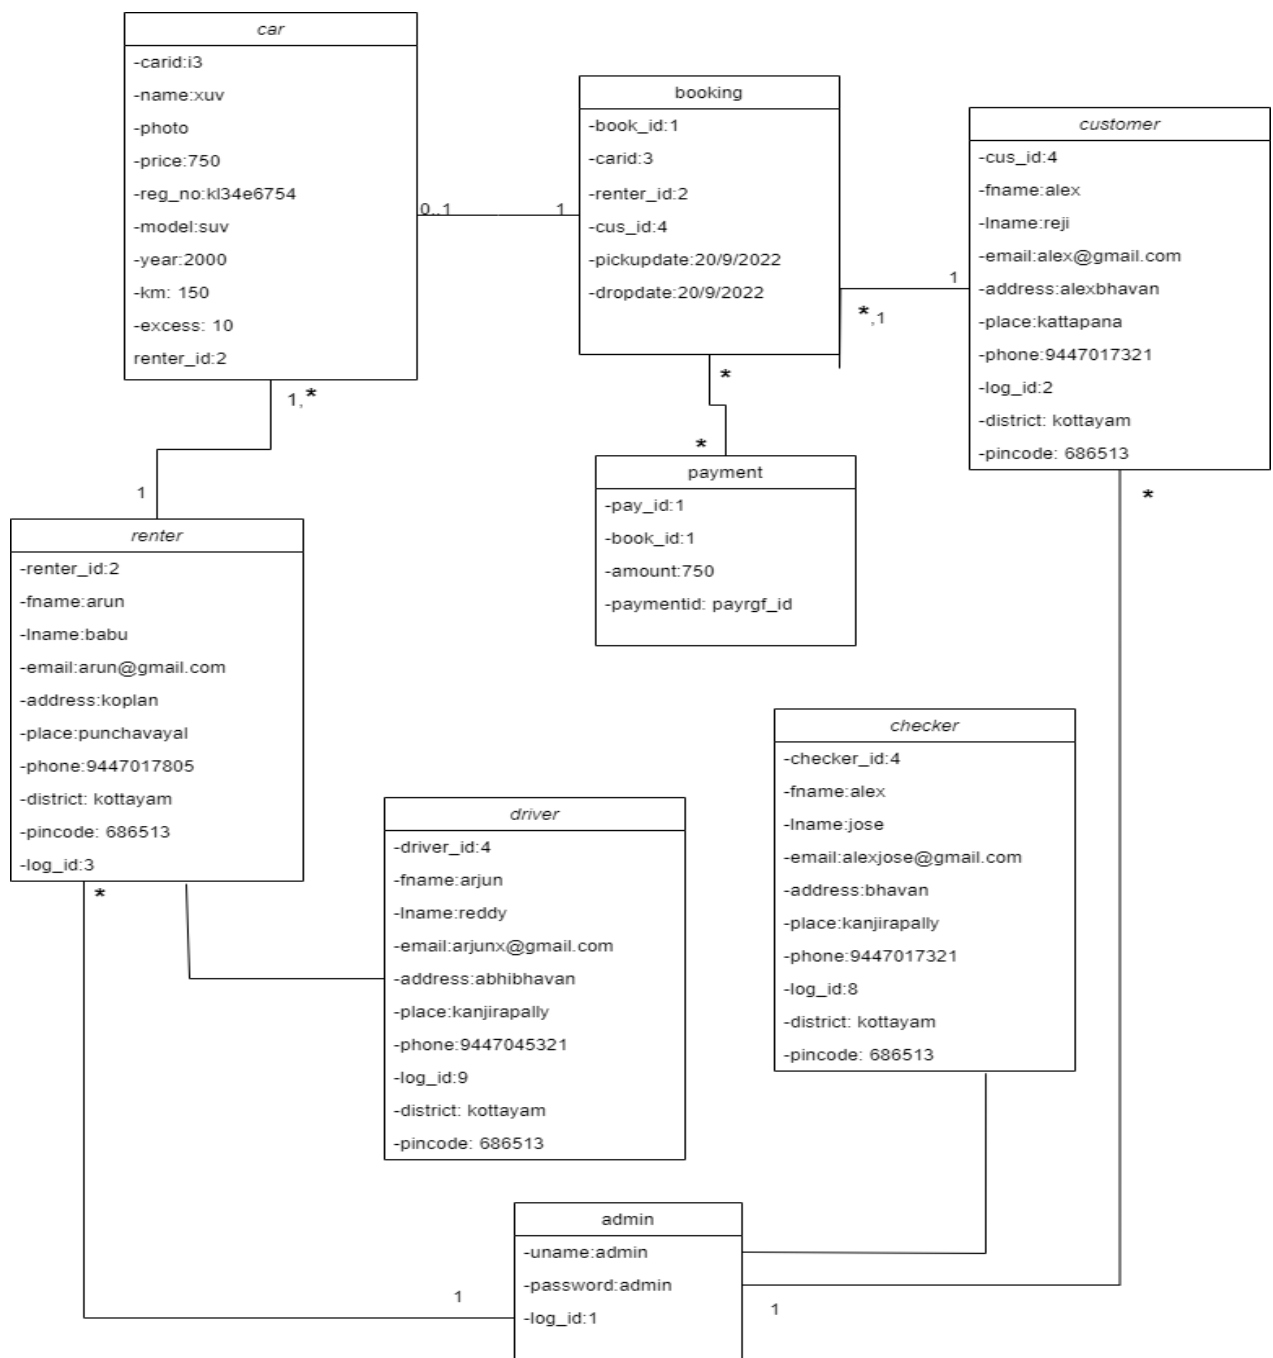 car
-carid:i3
-name:xuv
-photo
-price:750
-reg_no:kl34e6754
-model:suv
-year:2000
-km: 150
-excess: 10
renter_id:2
0..1
1
booking
-book_id:1
-carid:3
-renter_id:2
-cus_id:4
-pickupdate:20/9/2022
-dropdate:20/9/2022
customer
-cus_id:4
-fname:alex
-lname:reji
-email:alex@gmail.com
-address:alexbhavan
-place:kattapana
-phone:9447017321
-log_id:2
-district: kottayam
-pincode: 686513
1
*,1
*
*
1,*
1
*
payment
-pay_id:1
-book_id:1
-amount:750
-paymentid: payrgf_id
renter
-renter_id:2
-fname:arun
-lname:babu
-email:arun@gmail.com
-address:koplan
-place:punchavayal
-phone:9447017805
-district: kottayam
-pincode: 686513
-log_id:3
*
driver
-driver_id:4
-fname:arjun
-lname:reddy
-email:arjunx@gmail.com
-address:abhibhavan
-place:kanjirapally
-phone:9447045321
-log_id:9
-district: kottayam
-pincode: 686513
checker
-checker_id:4
-fname:alex
-lname:jose
-email:alexjose@gmail.com
-address:bhavan
-place:kanjirapally
-phone:9447017321
-log_id:8
-district: kottayam
-pincode: 686513
admin
-uname:admin
-password:admin
-log_id:1
1
1